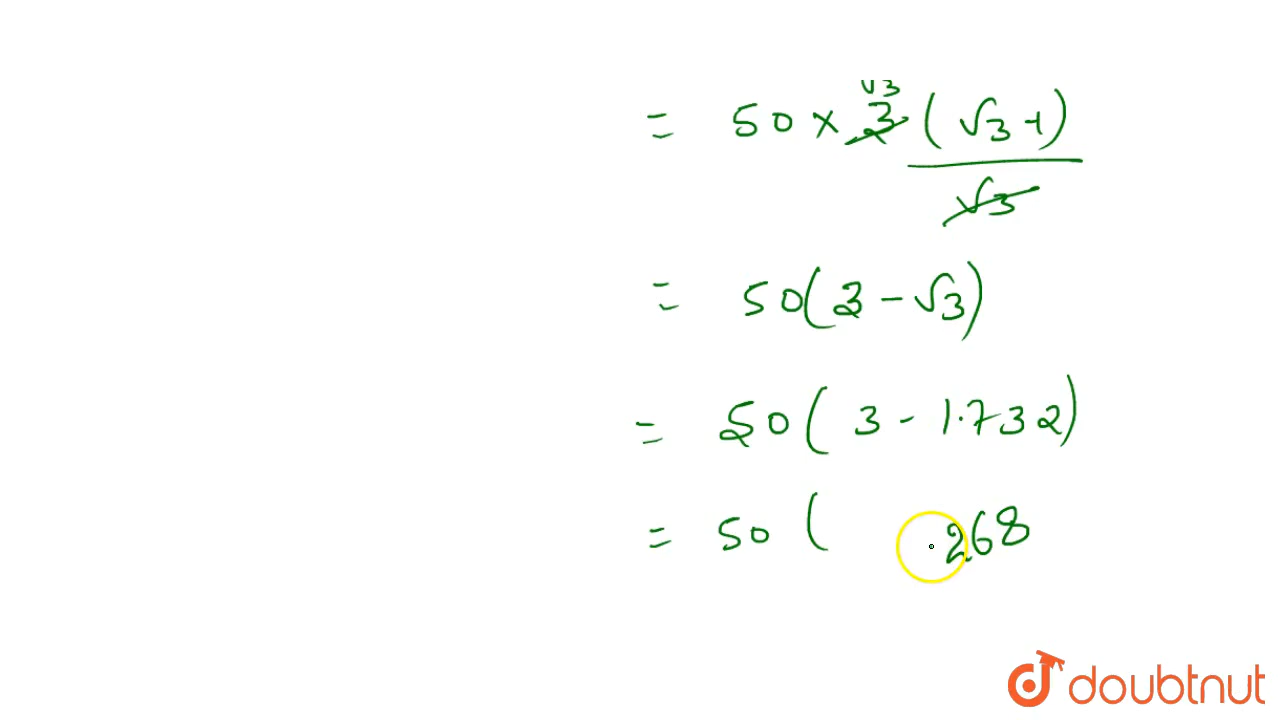 √3
= 50 × 3 (√3 - 1)
√3
= 50(3 - √3)
= 50( 3 - 1.732)
= 50 ( 268
doubtnut